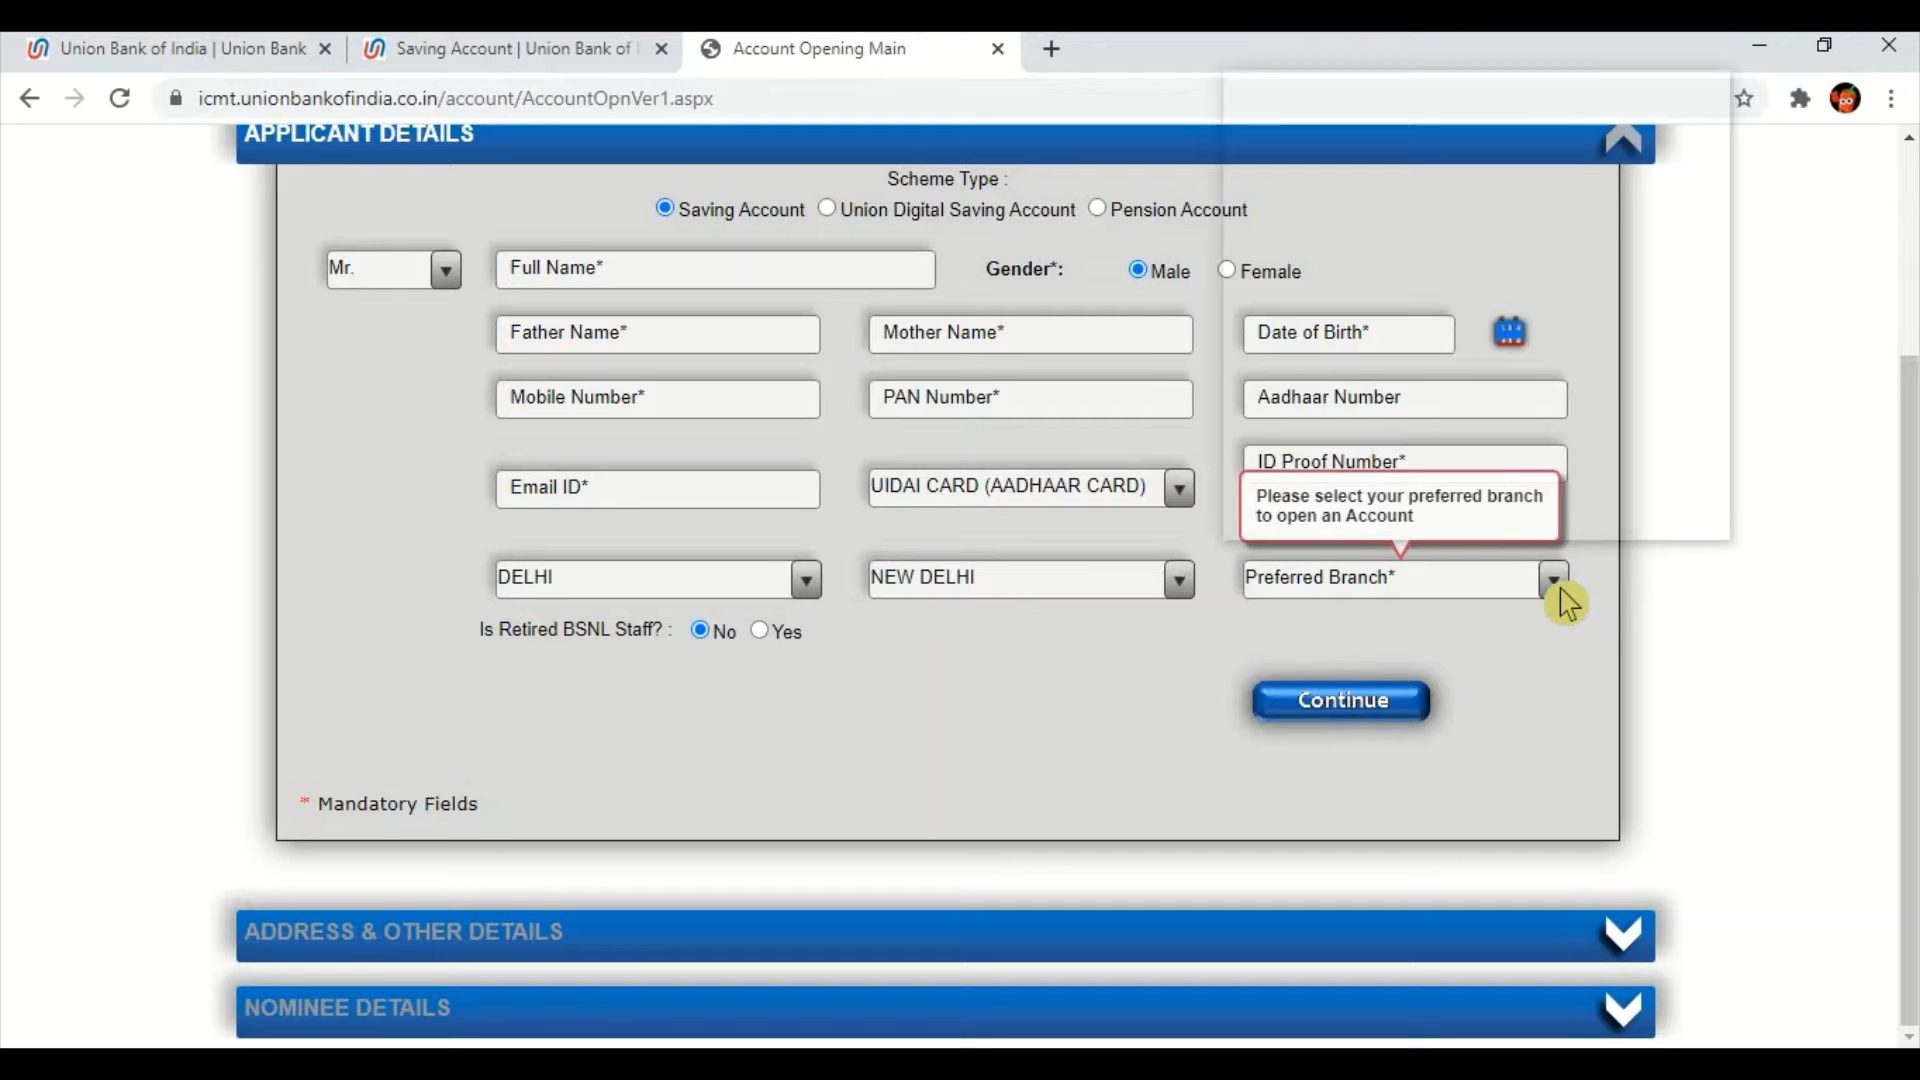 Union Bank of India | Union Bank
Saving Account | Union Bank of I
Account Opening Main
icmt.unionbankofindia.co.in/account/AccountOpnVer1.aspx
APPLICANT DETAILS
Scheme Type :
Saving Account Union Digital Saving Account Pension Account
Mr. Full Name* Gender*: Male Female
Father Name* Mother Name* Date of Birth*
Mobile Number* PAN Number* Aadhaar Number
ID Proof Number*
Email ID* UIDAI CARD (AADHAAR CARD)
Please select your preferred branch
to open an Account
DELHI NEW DELHI Preferred Branch*
Is Retired BSNL Staff? : No Yes
Continue
* Mandatory Fields
ADDRESS & OTHER DETAILS
NOMINEE DETAILS